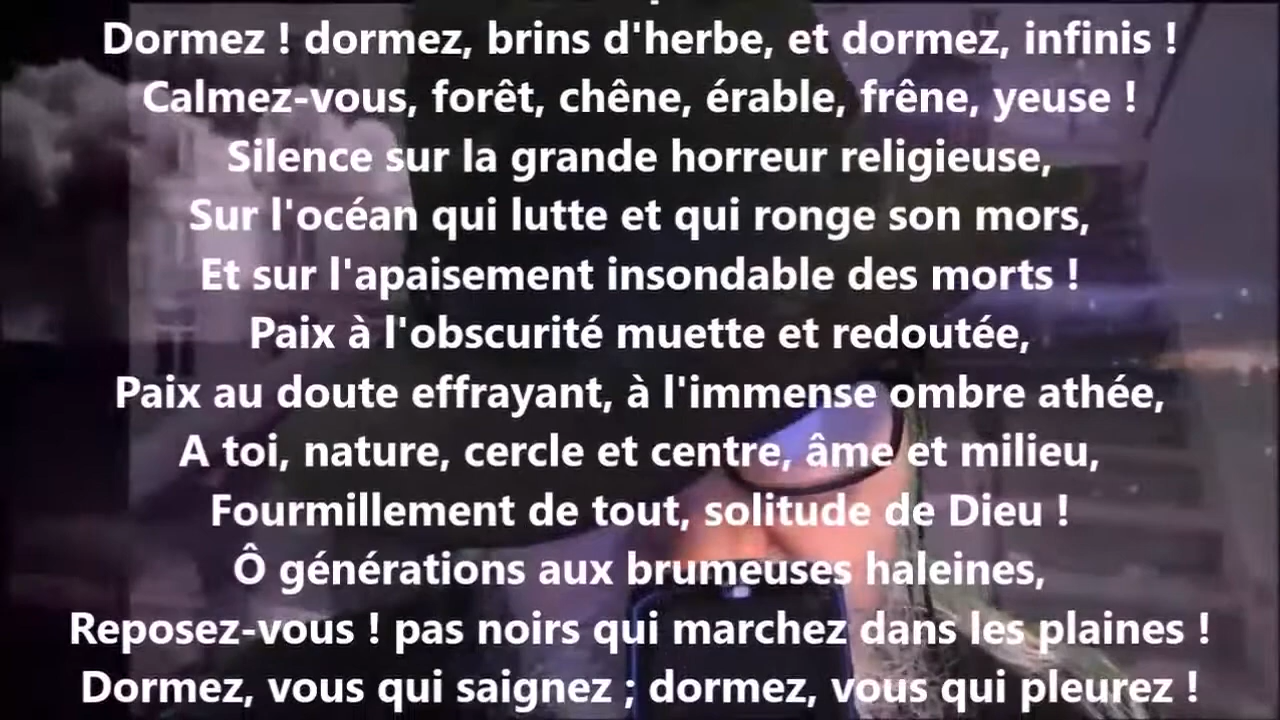 Dormez ! dormez, brins d'herbe, et dormez, infinis !
Calmez-vous, forêt, chêne, érable, frêne, yeuse !
Silence sur la grande horreur religieuse,
Sur l'océan qui lutte et qui ronge son mors,
Et sur l'apaisement insondable des morts !
Paix à l'obscurité muette et redoutée,
Paix au doute effrayant, à l'immense ombre athée,
A toi, nature, cercle et centre, âme et milieu,
Fourmillement de tout, solitude de Dieu !
Ô générations aux brumeuses haleines,
Reposez-vous ! pas noirs qui marchez dans les plaines !
Dormez, vous qui saignez ; dormez, vous qui pleurez !